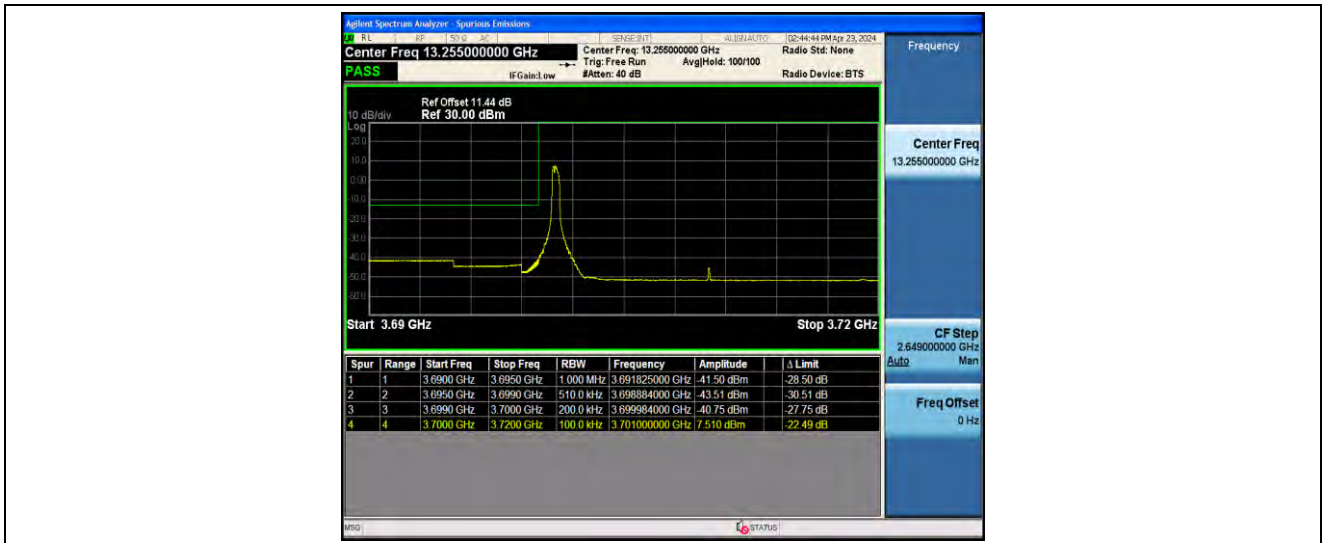 Agilent Spectrum Analyzer - Spurious Emissions
RL RF 50 Ω AC SENSE:INT ALIGN AUTO 02:44:44 PM Apr 23, 2024
Center Freq 13.255000000 GHz Center Freq: 13.255000000 GHz Radio Std: None
Trig: Free Run Avg|Hold: 100/100
PASS IFGain:Low #Atten: 40 dB Radio Device: BTS
Frequency
Ref Offset 11.44 dB
10 dB/div Ref 30.00 dBm
Log
20.0
10.0
0.00
-10.0
-20.0
-30.0
-40.0
-50.0
-60.0
Start 3.69 GHz Stop 3.72 GHz
Center Freq
13.255000000 GHz
CF Step
2.649000000 GHz
Auto Man
Freq Offset
0 Hz
Spur Range Start Freq Stop Freq RBW Frequency Amplitude Δ Limit
1 1 3.6900 GHz 3.6950 GHz 1.000 MHz 3.691825000 GHz -41.50 dBm -28.50 dB
2 2 3.6950 GHz 3.6990 GHz 510.0 kHz 3.698884000 GHz -43.51 dBm -30.51 dB
3 3 3.6990 GHz 3.7000 GHz 200.0 kHz 3.699984000 GHz -40.75 dBm -27.75 dB
4 4 3.7000 GHz 3.7200 GHz 100.0 kHz 3.701000000 GHz 7.510 dBm -22.49 dB
MSG STATUS